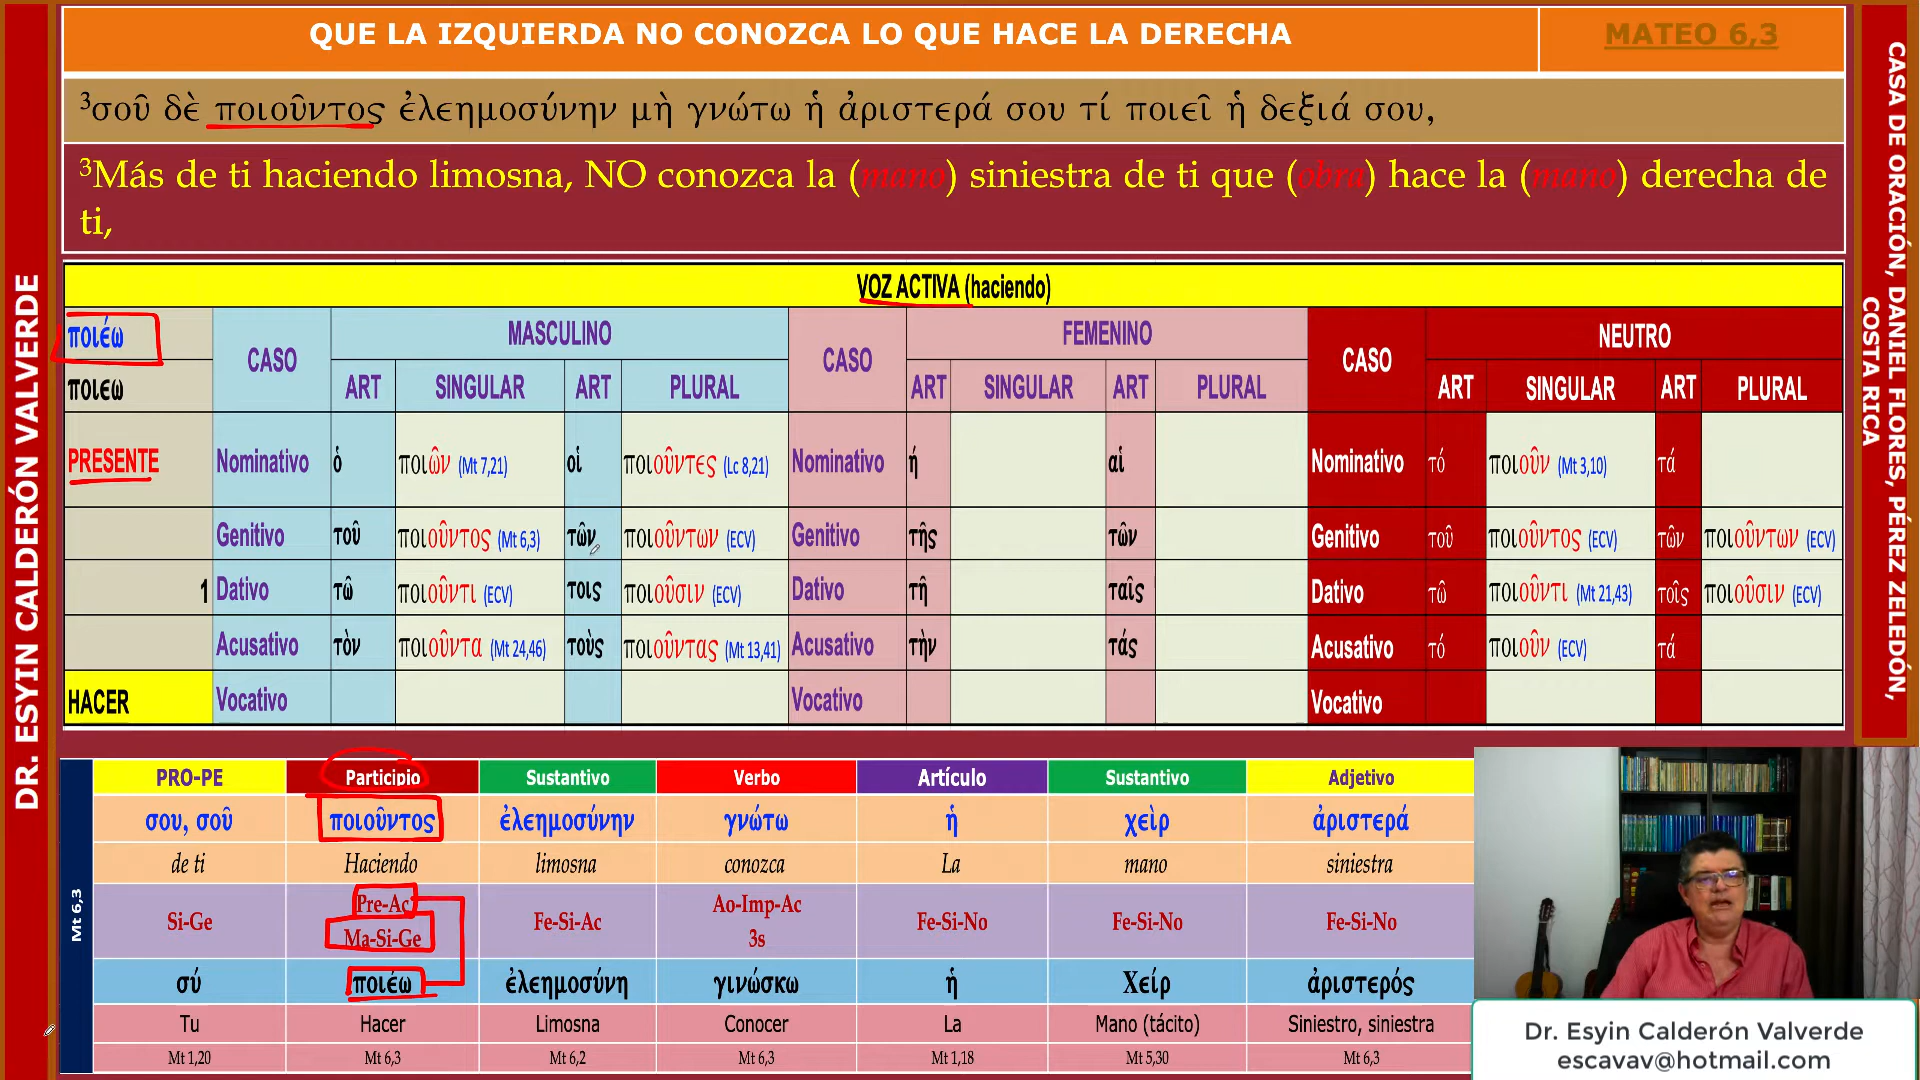 QUE LA IZQUIERDA NO CONOZCA LO QUE HACE LA DERECHA
MATEO 6,3
³σοῦ δὲ ποιοῦντος ἐλεημοσύνην μὴ γνώτω ἡ ἀριστερά σου τί ποιεῖ ἡ δεξιά σου,
³Más de ti haciendo limosna, NO conozca la (mano) siniestra de ti que (obra) hace la (mano) derecha de
ti,
DR. ESYIN CALDERÓN VALVERDE
CASA DE ORACIÓN, DANIEL FLORES, PÉREZ ZELEDÓN,
COSTA RICA
VOZ ACTIVA (haciendo)
ποιέω CASO MASCULINO CASO FEMENINO CASO NEUTRO
ποιεω ART SINGULAR ART PLURAL ART SINGULAR ART PLURAL ART SINGULAR ART PLURAL
PRESENTE Nominativo ὁ ποιῶν (Mt 7,21) οἱ ποιοῦντες (Lc 8,21) Nominativo ἡ αἱ Nominativo τό ποιοῦν (Mt 3,10) τά
Genitivo τοῦ ποιοῦντος (Mt 6,3) τῶν ποιοῦντων (ECV) Genitivo τῆς τῶν Genitivo τοῦ ποιοῦντος (ECV) τῶν ποιοῦντων (ECV)
1 Dativo τῶ ποιοῦντι (ECV) τοις ποιοῦσιν (ECV) Dativo τῆ ταῖς Dativo τῶ ποιοῦντι (Mt 21,43) τοῖς ποιοῦσιν (ECV)
Acusativo τὸν ποιοῦντα (Mt 24,46) τοὺς ποιοῦντας (Mt 13,41) Acusativo τὴν τάς Acusativo τό ποιοῦν (ECV) τά
HACER Vocativo Vocativo Vocativo
Mt 6,3
PRO-PE Participio Sustantivo Verbo Artículo Sustantivo Adjetivo
σου, σοῦ ποιοῦντος ἐλεημοσύνην γνώτω ἡ χεὶρ ἀριστερά
de ti Haciendo limosna conozca La mano siniestra
Si-Ge Pre-Ac Ma-Si-Ge Fe-Si-Ac Ao-Imp-Ac 3s Fe-Si-No Fe-Si-No Fe-Si-No
σύ ποιέω ἐλεημοσύνη γινώσκω ἡ Χείρ ἀριστερός
Tu Hacer Limosna Conocer La Mano (tácito) Siniestro, siniestra
Mt 1,20 Mt 6,3 Mt 6,2 Mt 6,3 Mt 1,18 Mt 5,30 Mt 6,3
Dr. Esyin Calderón Valverde
escavav@hotmail.com